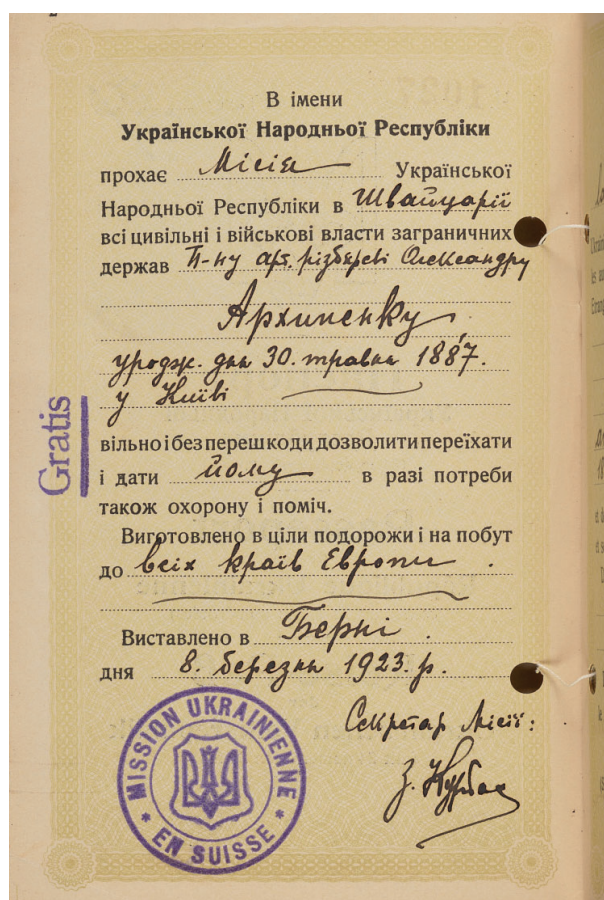 В імени
Української Народньої Республіки
прохає Місія Української
Народньої Республіки в Швайцарії
всі цивільні і військові власти заграничних
держав П-ну арт. різбареві Олександру
Архипенку
уродж. дня 30. травня 1887.
у Київі
Gratis
вільно і без перешкоди дозволити переїхати
і дати йому в разі потреби
також охорону і поміч.
Виготовлено в ціли подорожи і на побут
до всіх країв Европи.
Виставлено в Берні.
дня 8. березня 1923. р.
Секретар Місії:
MISSION UKRAINIENNE
* EN SUISSE *